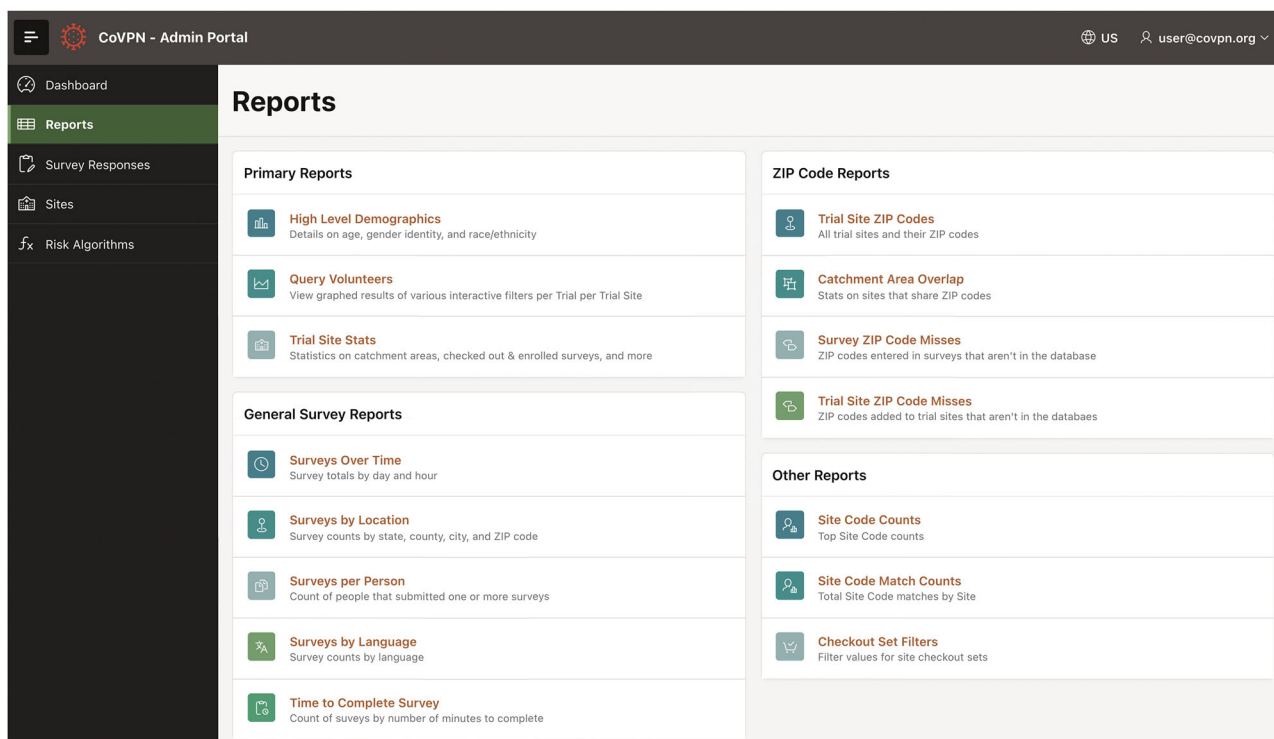 CoVPN - Admin Portal
US
user@covpn.org
Dashboard
Reports
Survey Responses
Sites
fx Risk Algorithms
Reports
Primary Reports
High Level Demographics
Details on age, gender identity, and race/ethnicity
Query Volunteers
View graphed results of various interactive filters per Trial per Trial Site
Trial Site Stats
Statistics on catchment areas, checked out & enrolled surveys, and more
General Survey Reports
Surveys Over Time
Survey totals by day and hour
Surveys by Location
Survey counts by state, county, city, and ZIP code
Surveys per Person
Count of people that submitted one or more surveys
Surveys by Language
Survey counts by language
Time to Complete Survey
Count of suveys by number of minutes to complete
ZIP Code Reports
Trial Site ZIP Codes
All trial sites and their ZIP codes
Catchment Area Overlap
Stats on sites that share ZIP codes
Survey ZIP Code Misses
ZIP codes entered in surveys that aren't in the database
Trial Site ZIP Code Misses
ZIP codes added to trial sites that aren't in the databaes
Other Reports
Site Code Counts
Top Site Code counts
Site Code Match Counts
Total Site Code matches by Site
Checkout Set Filters
Filter values for site checkout sets